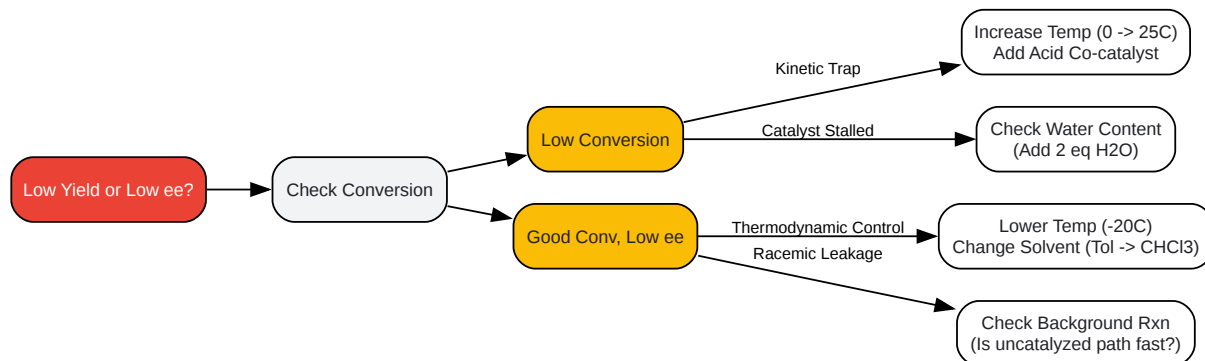 Low Yield or Low ee?
Check Conversion
Low Conversion
Good Conv, Low ee
Kinetic Trap
Catalyst Stalled
Thermodynamic Control
Racemic Leakage
Increase Temp (0 -> 25C)
Add Acid Co-catalyst
Check Water Content
(Add 2 eq H2O)
Lower Temp (-20C)
Change Solvent (Tol -> CHCl3)
Check Background Rxn
(Is uncatalyzed path fast?)